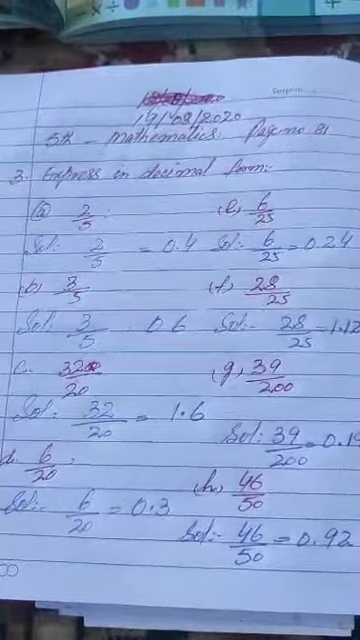 19/08/2020
5th - Mathematics. Page no 81
3. Express in decimal form:-
(a) 2/5 (e) 6/25
Sol:- 2/5 = 0.4 Sol:- 6/25 = 0.24
(b) 3/5 (f) 28/25
Sol:- 3/5 0.6 Sol:- 28/25 = 1.12
c. 32/20 (g) 39/200
Sol:- 32/20 = 1.6
Sol:- 39/200 = 0.19
d. 6/20
(h) 46/50
Sol:- 6/20 = 0.3
Sol:- 46/50 = 0.92